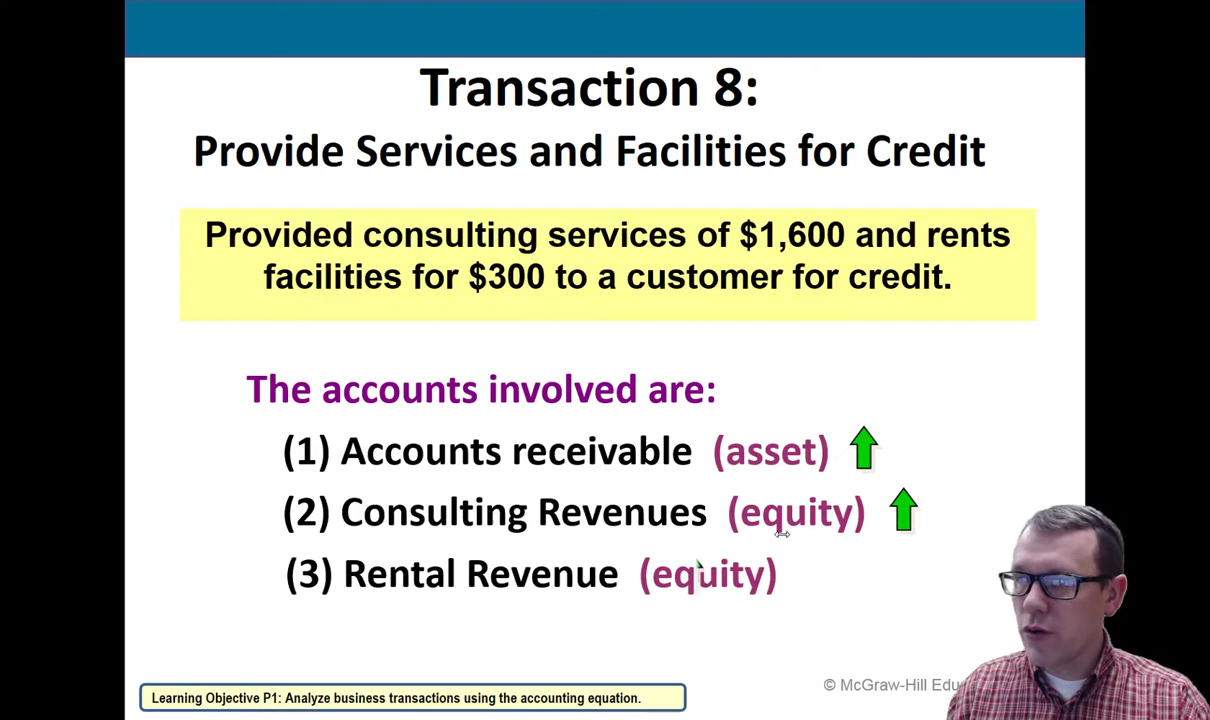 Transaction 8:
Provide Services and Facilities for Credit
Provided consulting services of $1,600 and rents
facilities for $300 to a customer for credit.
The accounts involved are:
(1) Accounts receivable (asset)
(2) Consulting Revenues (equity)
(3) Rental Revenue (equity)
Learning Objective P1: Analyze business transactions using the accounting equation.
© McGraw-Hill